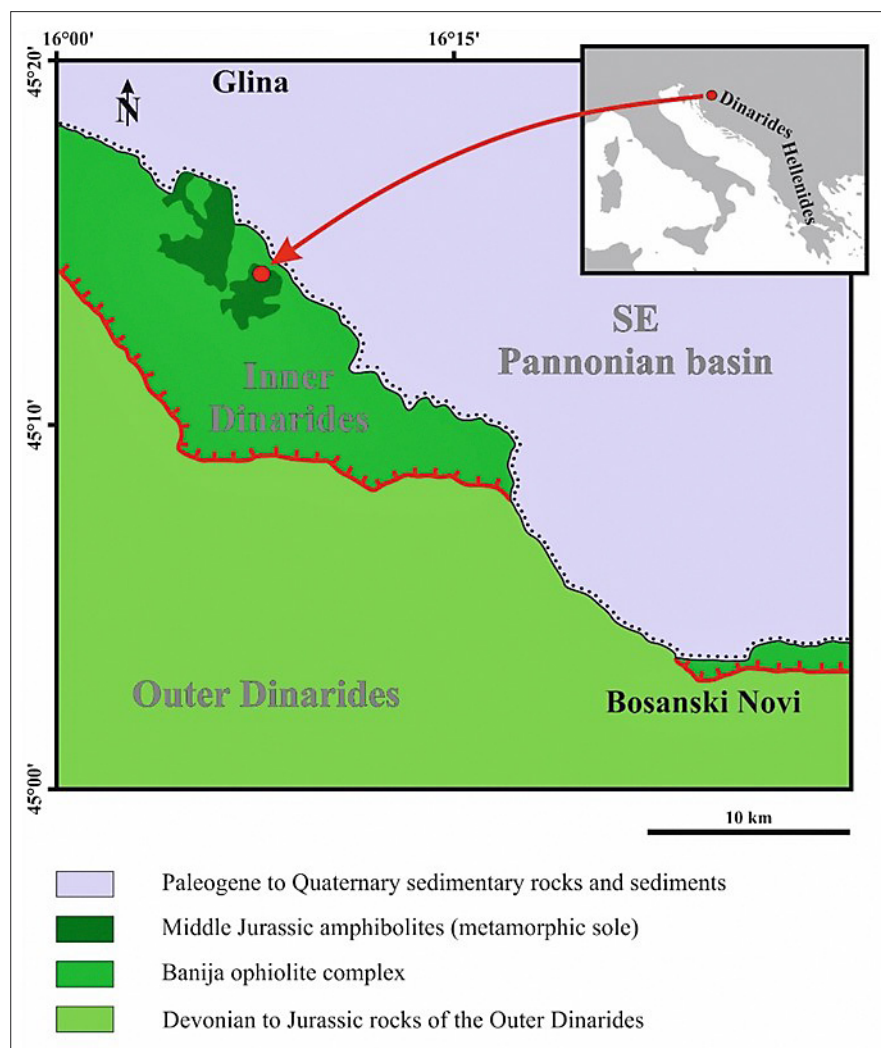 16°00'
16°15'
45°20'
Glina
N
Dinarides
Hellenides
SE
Pannonian basin
Inner
Dinarides
45°10'
Outer Dinarides
Bosanski Novi
45°00'
10 km
Paleogene to Quaternary sedimentary rocks and sediments
Middle Jurassic amphibolites (metamorphic sole)
Banija ophiolite complex
Devonian to Jurassic rocks of the Outer Dinarides